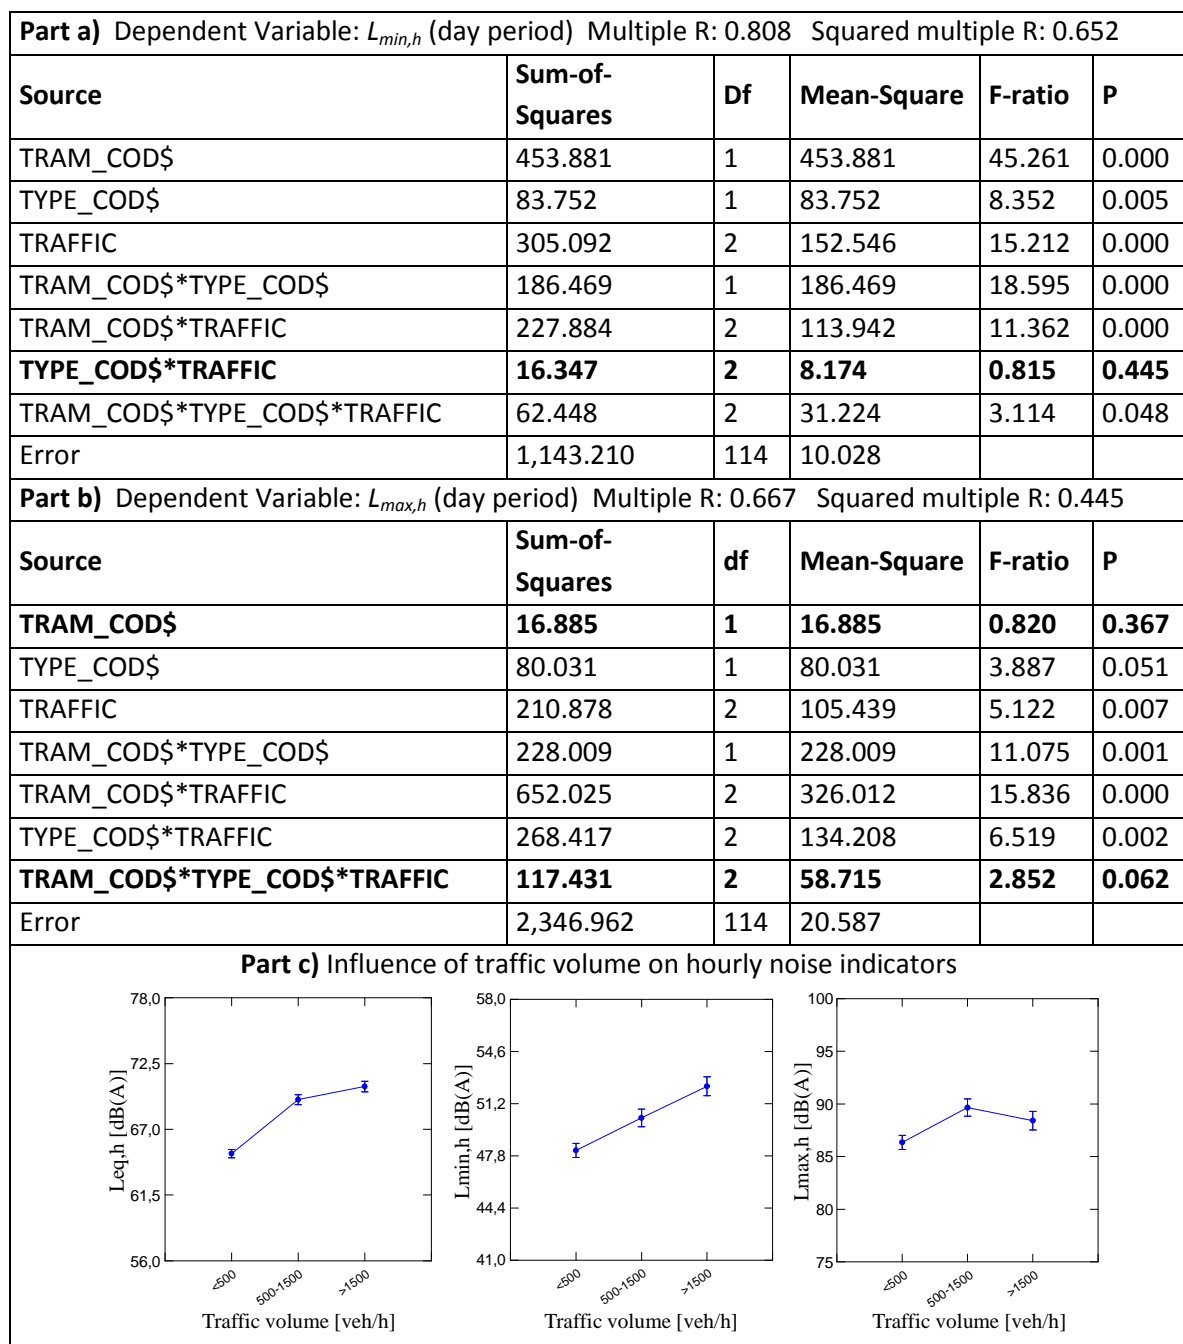 Part a) Dependent Variable: Lmin,h (day period) Multiple R: 0.808 Squared multiple R: 0.652
Source Sum-of-Squares Df Mean-Square F-ratio P
TRAM_COD$ 453.881 1 453.881 45.261 0.000
TYPE_COD$ 83.752 1 83.752 8.352 0.005
TRAFFIC 305.092 2 152.546 15.212 0.000
TRAM_COD$*TYPE_COD$ 186.469 1 186.469 18.595 0.000
TRAM_COD$*TRAFFIC 227.884 2 113.942 11.362 0.000
TYPE_COD$*TRAFFIC 16.347 2 8.174 0.815 0.445
TRAM_COD$*TYPE_COD$*TRAFFIC 62.448 2 31.224 3.114 0.048
Error 1,143.210 114 10.028
Part b) Dependent Variable: Lmax,h (day period) Multiple R: 0.667 Squared multiple R: 0.445
Source Sum-of-Squares df Mean-Square F-ratio P
TRAM_COD$ 16.885 1 16.885 0.820 0.367
TYPE_COD$ 80.031 1 80.031 3.887 0.051
TRAFFIC 210.878 2 105.439 5.122 0.007
TRAM_COD$*TYPE_COD$ 228.009 1 228.009 11.075 0.001
TRAM_COD$*TRAFFIC 652.025 2 326.012 15.836 0.000
TYPE_COD$*TRAFFIC 268.417 2 134.208 6.519 0.002
TRAM_COD$*TYPE_COD$*TRAFFIC 117.431 2 58.715 2.852 0.062
Error 2,346.962 114 20.587
Part c) Influence of traffic volume on hourly noise indicators
Leq,h [dB(A)]
78,0
72,5
67,0
61,5
56,0
<500 500-1500 >1500
Traffic volume [veh/h]
Lmin,h [dB(A)]
58,0
54,6
51,2
47,8
44,4
41,0
<500 500-1500 >1500
Traffic volume [veh/h]
Lmax,h [dB(A)]
100
95
90
85
80
75
<500 500-1500 >1500
Traffic volume [veh/h]